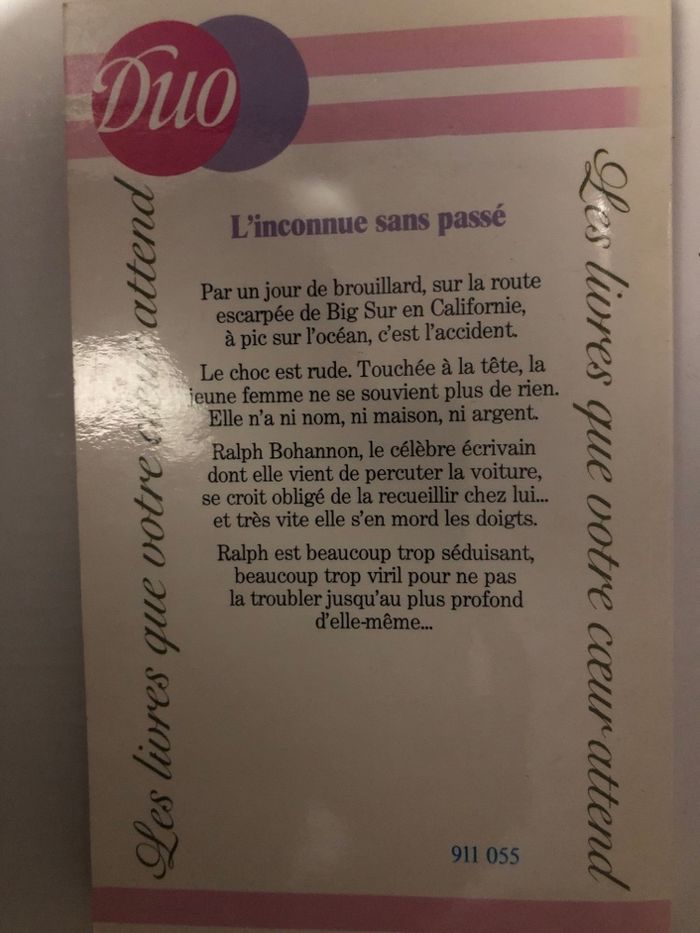 Duo
Les livres que votre cœur attend
L'inconnue sans passé
Par un jour de brouillard, sur la route
escarpée de Big Sur en Californie,
à pic sur l'océan, c'est l'accident.
Le choc est rude. Touchée à la tête, la
jeune femme ne se souvient plus de rien.
Elle n'a ni nom, ni maison, ni argent.
Ralph Bohannon, le célèbre écrivain
dont elle vient de percuter la voiture,
se croit obligé de la recueillir chez lui...
et très vite elle s'en mord les doigts.
Ralph est beaucoup trop séduisant,
beaucoup trop viril pour ne pas
la troubler jusqu'au plus profond
d'elle-même...
Les livres que votre cœur attend
911 055